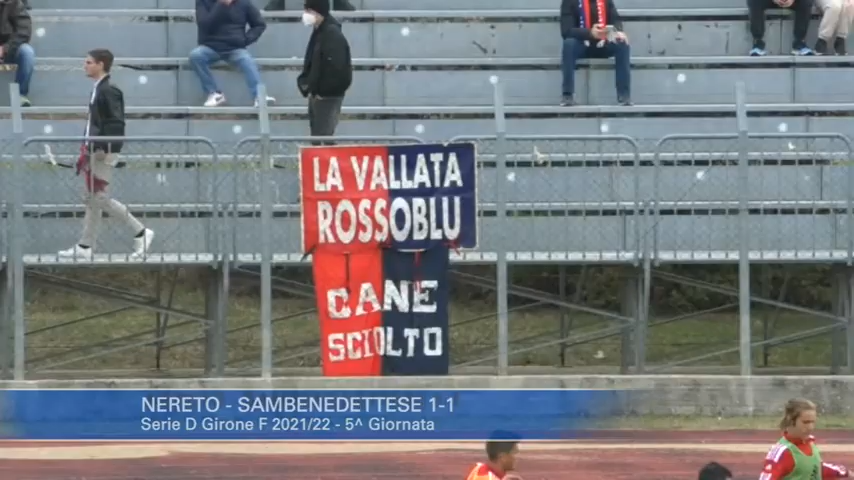 LA VALLATA
ROSSOBLU
CANE
SCIOLTO
NERETO - SAMBENEDETTESE 1-1
Serie D Girone F 2021/22 - 5^ Giornata